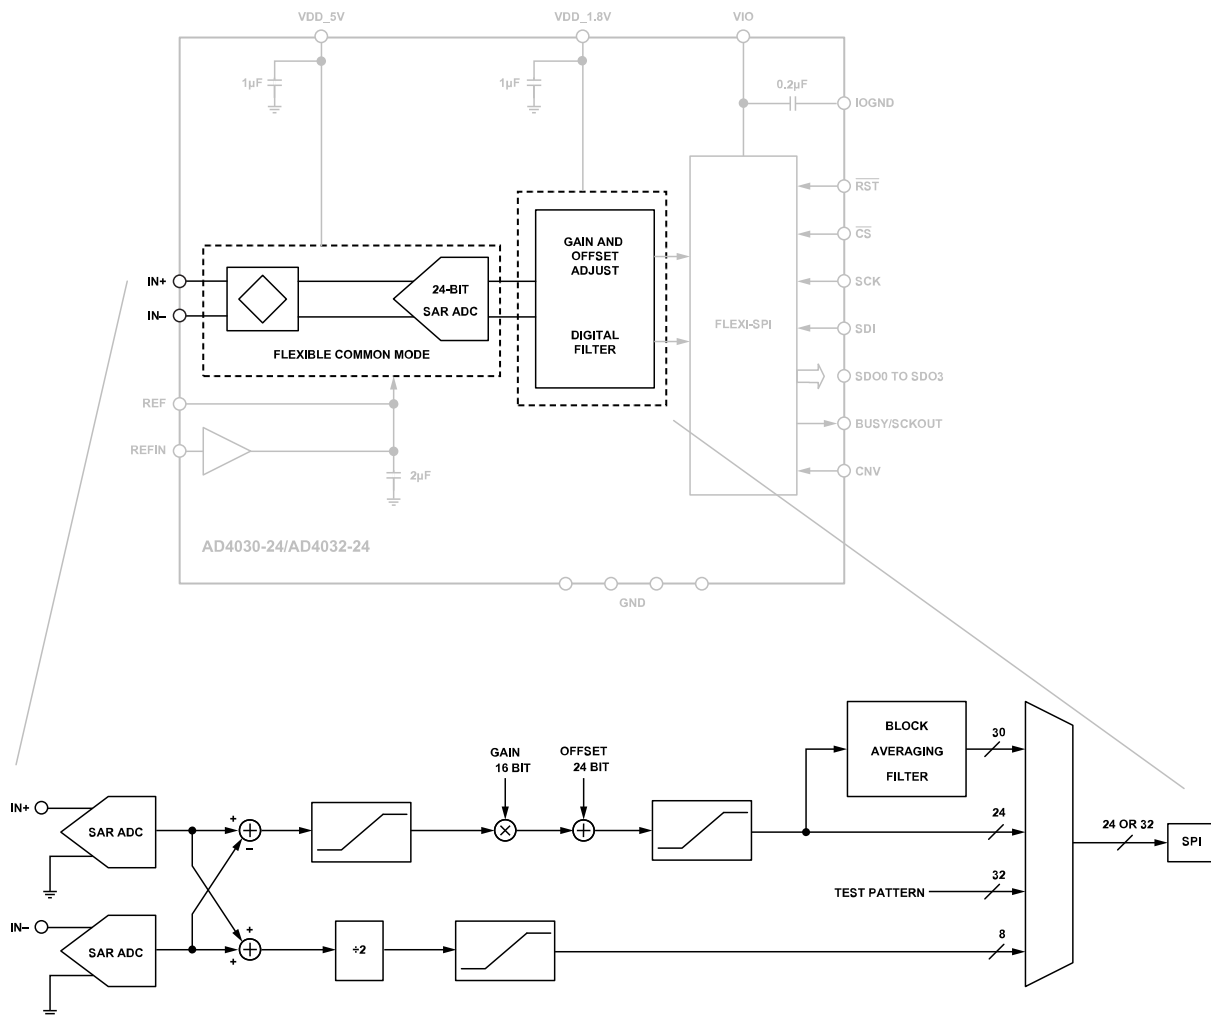 VDD_5V
VDD_1.8V
VIO
1µF
1µF
0.2µF
IOGND
RST
CS
SCK
SDI
SDO0 TO SDO3
BUSY/SCKOUT
CNV
IN+
IN–
GAIN AND
OFFSET
ADJUST
24-BIT
SAR ADC
FLEXI-SPI
DIGITAL
FILTER
FLEXIBLE COMMON MODE
REF
REFIN
2µF
AD4030-24/AD4032-24
GND
BLOCK
AVERAGING
FILTER
30
GAIN
16 BIT
OFFSET
24 BIT
IN+
SAR ADC
+
–
24
24 OR 32
SPI
TEST PATTERN
32
IN–
SAR ADC
+
+
÷2
8